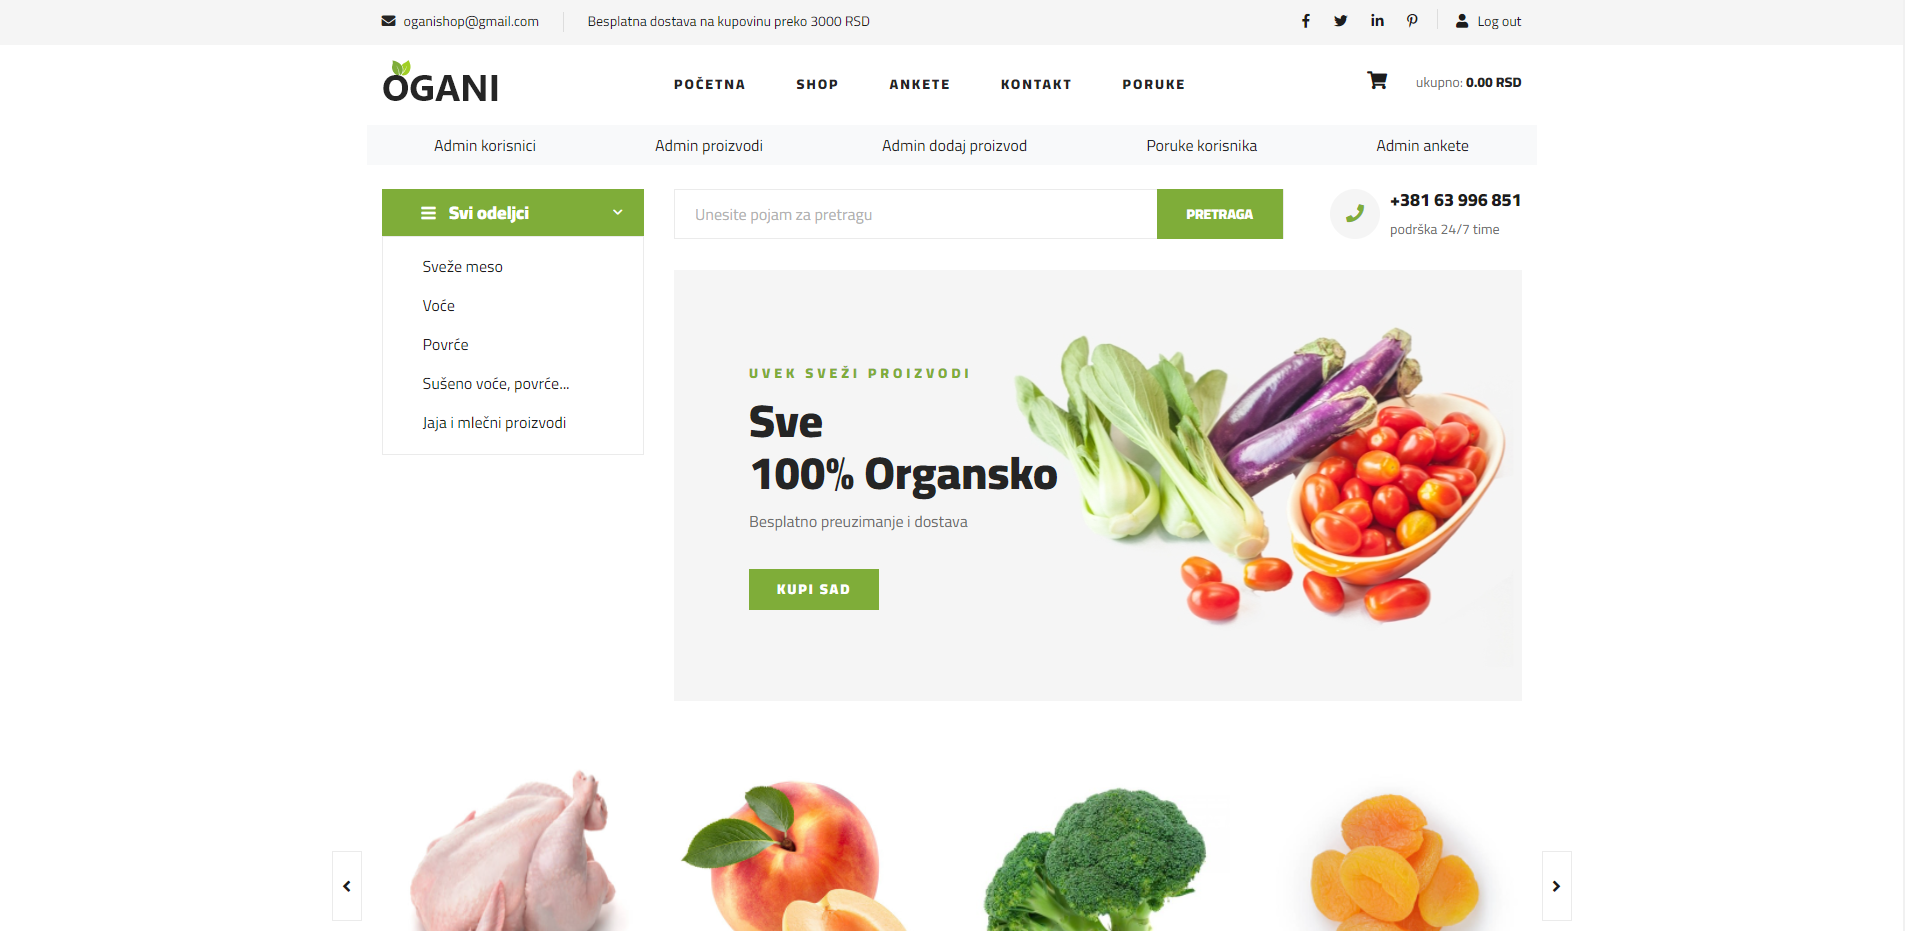 oganishop@gmail.com
Besplatna dostava na kupovinu preko 3000 RSD
Log out
OGANI
POČETNA
SHOP
ANKETE
KONTAKT
PORUKE
ukupno: 0.00 RSD
Admin korisnici
Admin proizvodi
Admin dodaj proizvod
Poruke korisnika
Admin ankete
Svi odeljci
Unesite pojam za pretragu
PRETRAGA
+381 63 996 851
podrška 24/7 time
Sveže meso
Voće
Povrće
Sušeno voće, povrće...
Jaja i mlečni proizvodi
UVEK SVEŽI PROIZVODI
Sve
100% Organsko
Besplatno preuzimanje i dostava
KUPI SAD